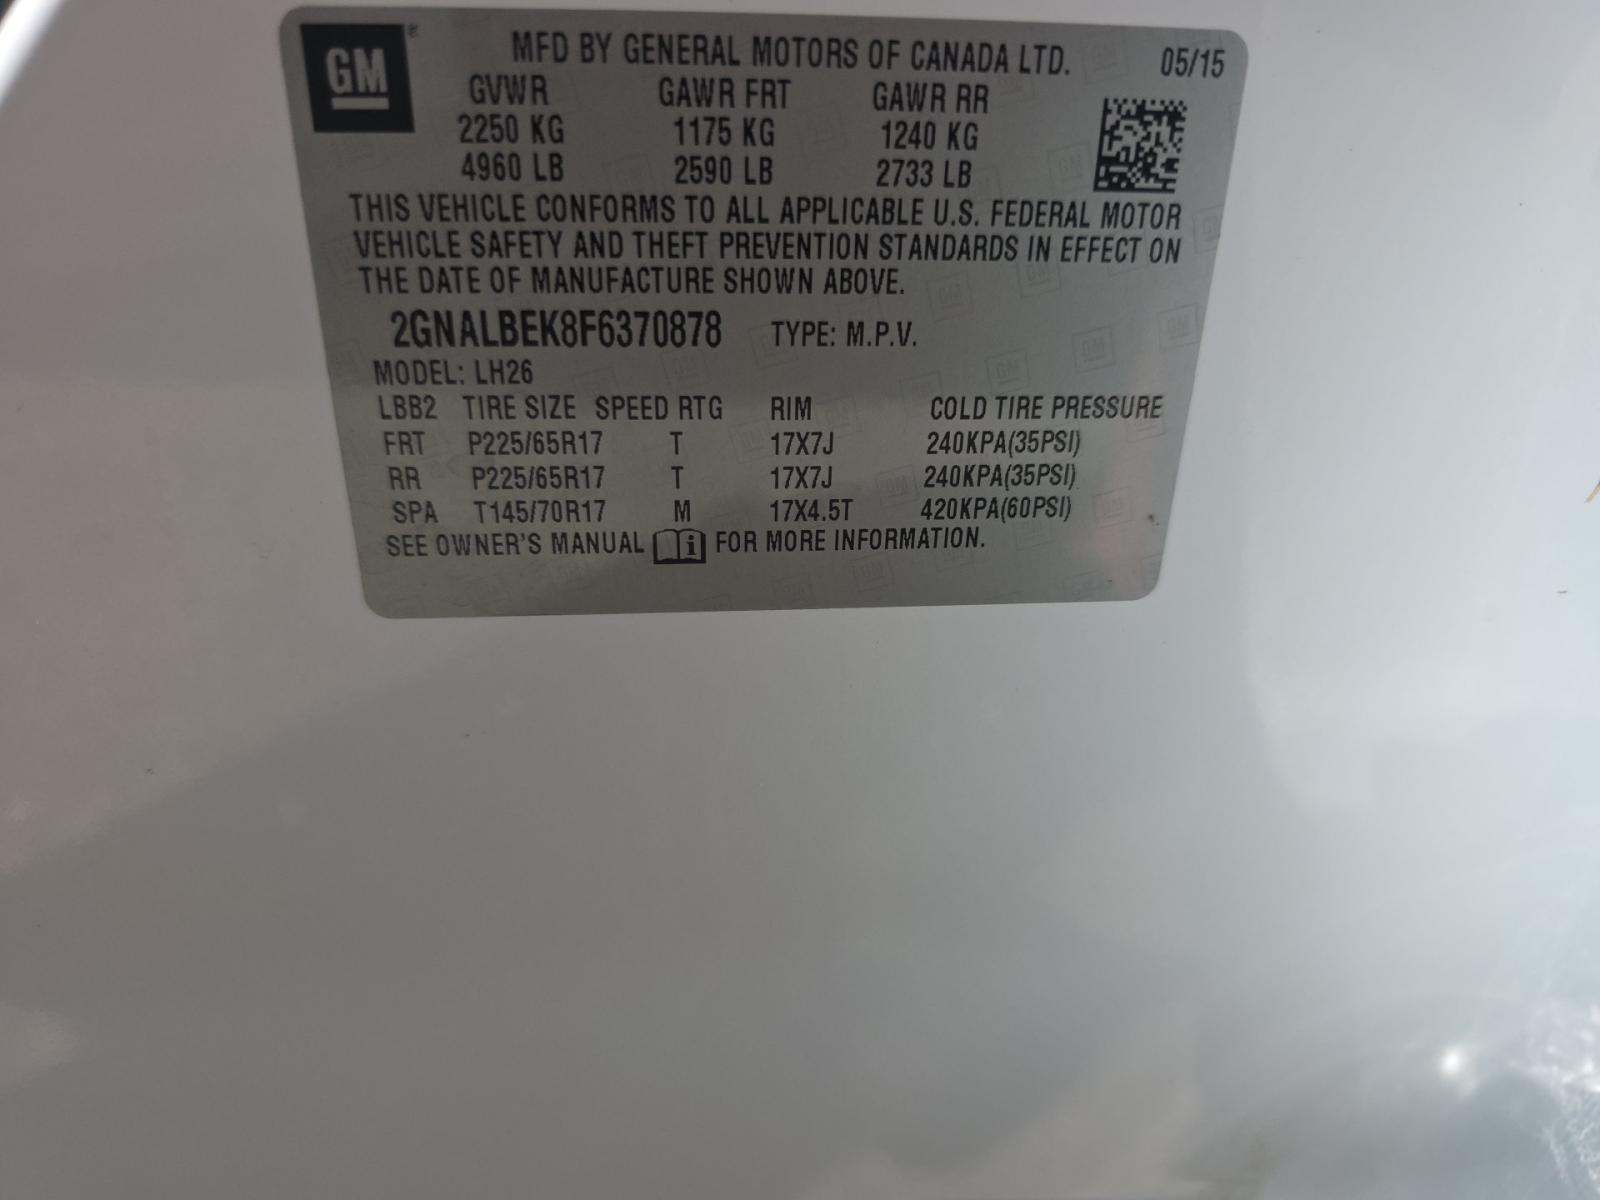 GM
MFD BY GENERAL MOTORS OF CANADA LTD. 05/15
GVWR GAWR FRT GAWR RR
2250 KG 1175 KG 1240 KG
4960 LB 2590 LB 2733 LB
THIS VEHICLE CONFORMS TO ALL APPLICABLE U.S. FEDERAL MOTOR
VEHICLE SAFETY AND THEFT PREVENTION STANDARDS IN EFFECT ON
THE DATE OF MANUFACTURE SHOWN ABOVE.
2GNALBEK8F6370878 TYPE: M.P.V.
MODEL: LH26
LBB2 TIRE SIZE SPEED RTG RIM COLD TIRE PRESSURE
FRT P225/65R17 T 17X7J 240KPA(35PSI)
RR P225/65R17 T 17X7J 240KPA(35PSI)
SPA T145/70R17 M 17X4.5T 420KPA(60PSI)
SEE OWNER'S MANUAL i FOR MORE INFORMATION.